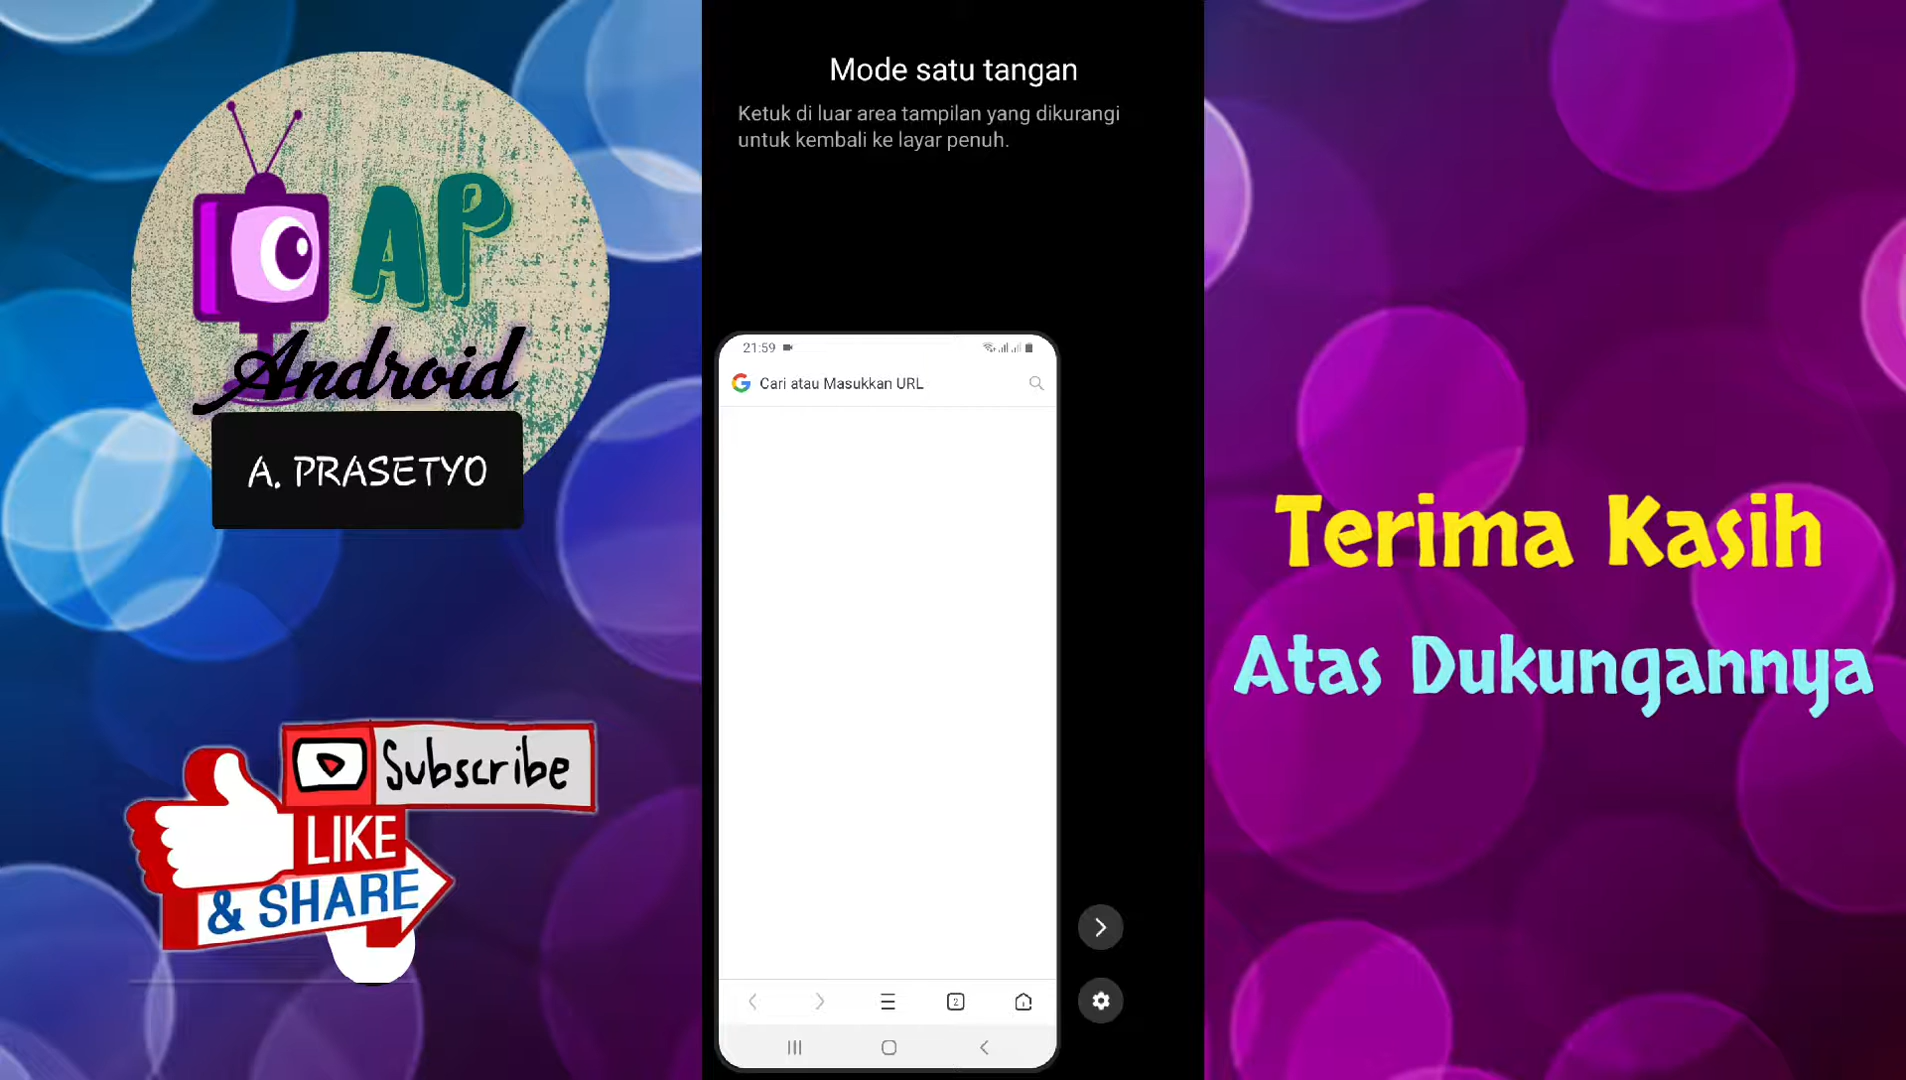 AP
Android
A. PRASETYO
Subscribe
LIKE
& SHARE
Mode satu tangan
Ketuk di luar area tampilan yang dikurangi
untuk kembali ke layar penuh.
21:59
Cari atau Masukkan URL
2
Terima Kasih
Atas Dukungannya